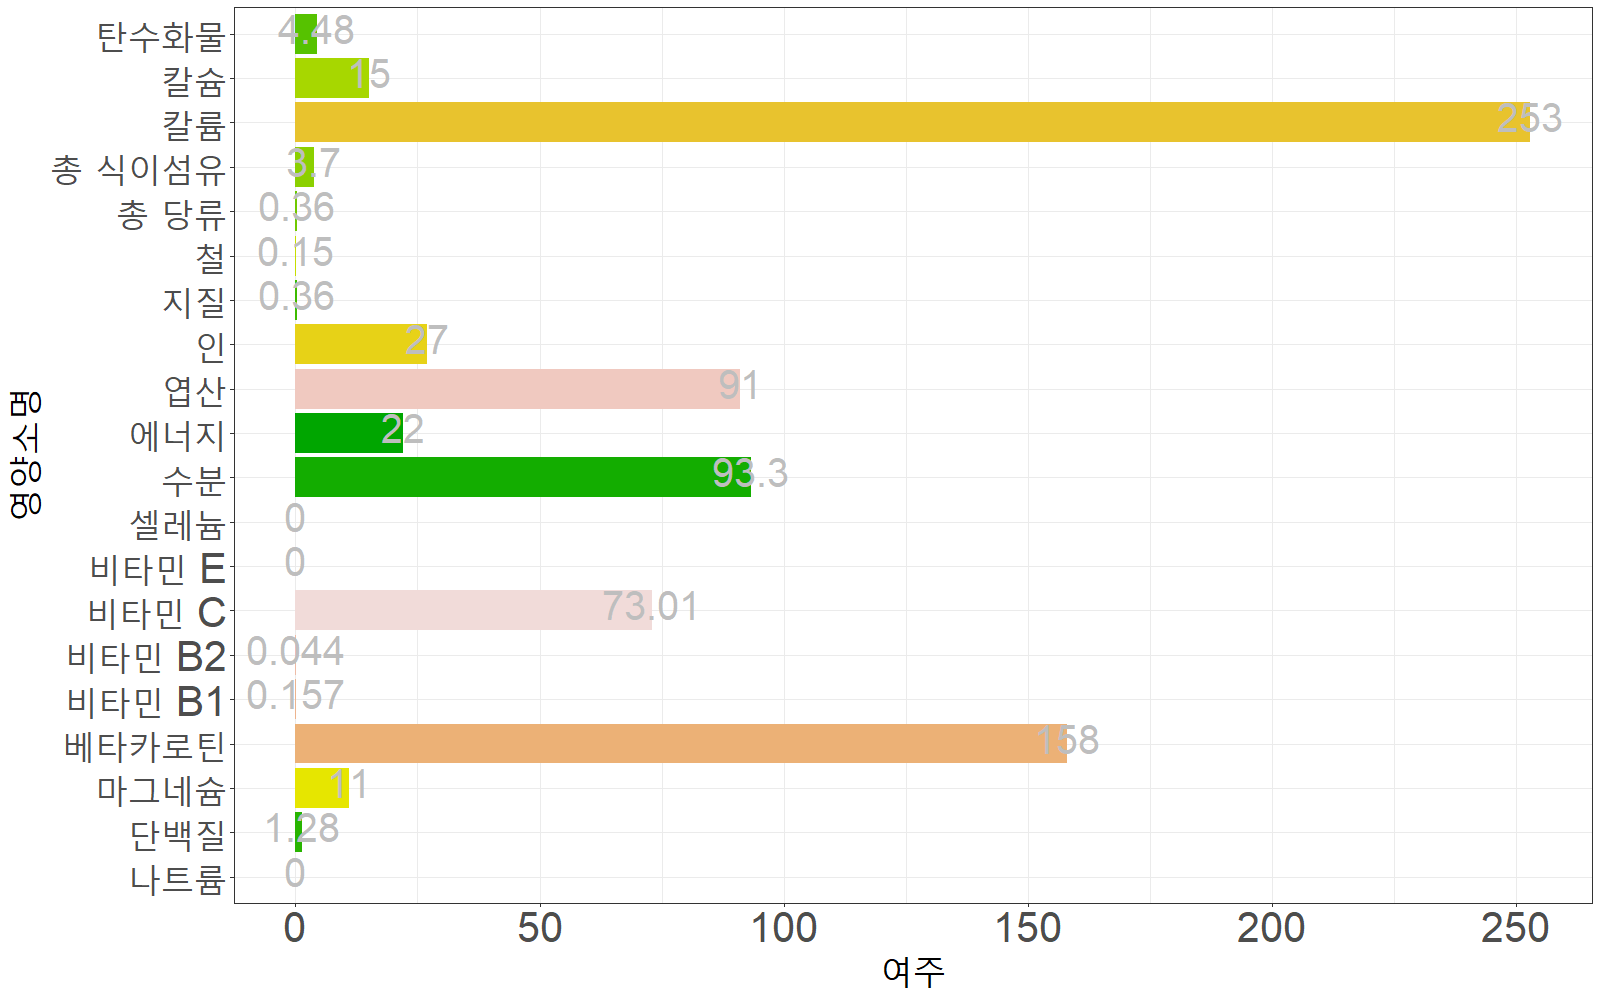 탄수화물 4.48
칼슘 15
칼륨 253
총 식이섬유 3.7
총 당류 0.36
철 0.15
지질 0.36
인 27
엽산 91
에너지 22
수분 93.3
셀레늄 0
비타민 E 0
비타민 C 73.01
비타민 B2 0.044
비타민 B1 0.157
베타카로틴 158
마그네슘 11
단백질 1.28
나트륨 0
영양소명
0 50 100 150 200 250
여주